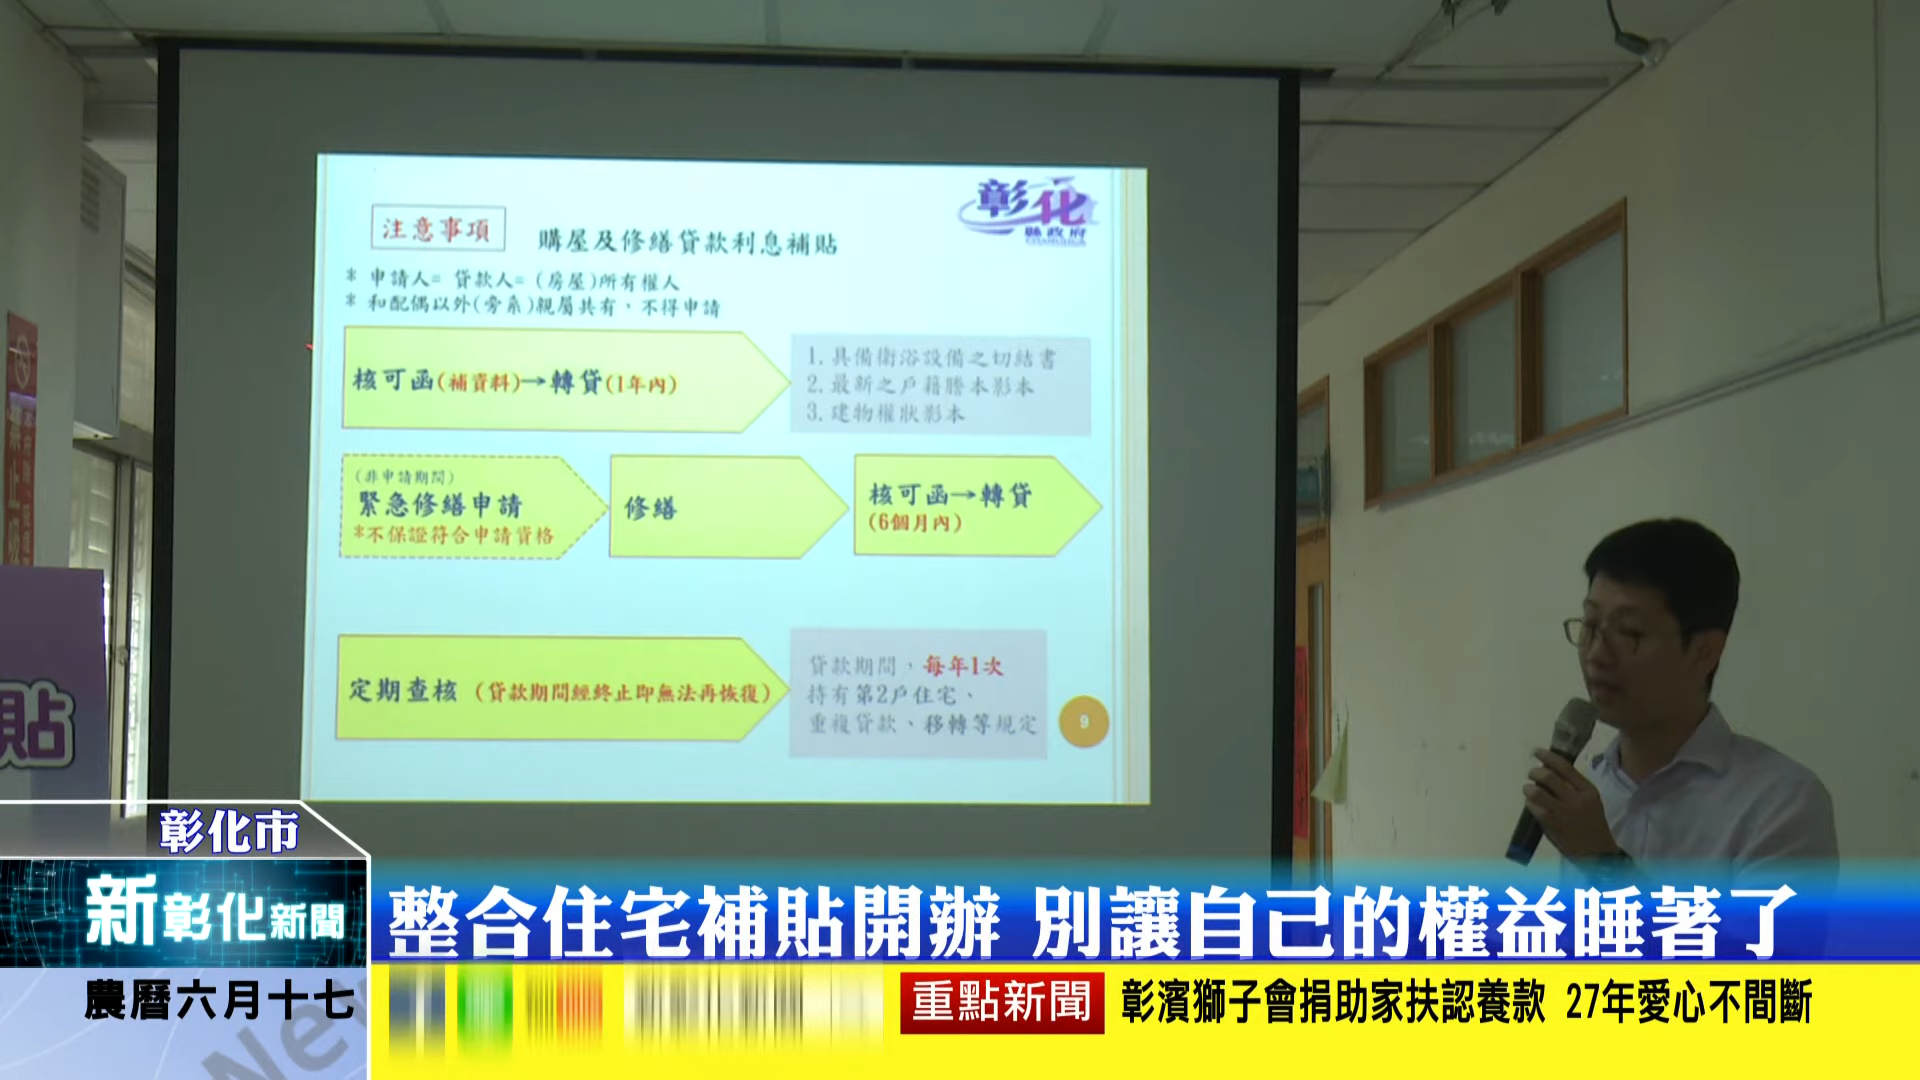 彰化
縣政府
注意事項
購屋及修繕貸款利息補貼
* 申請人= 貸款人= (房屋)所有權人
* 和配偶以外(旁系)親屬共有、不得申請
核可函(補資料)→轉貸(1年內)
1. 具備衛浴設備之切結書
2. 最新之戶籍謄本影本
3. 建物權狀影本
(非申請期間)
緊急修繕申請
*不保證符合申請資格
修繕
核可函→轉貸
(6個月內)
定期查核 (貸款期間經終止即無法再恢復)
貸款期間，每年1次
持有第2戶住宅、
重複貸款、移轉等規定
9
貼
禁止
彰化市
新彰化新聞
整合住宅補貼開辦 別讓自己的權益睡著了
農曆六月十七
重點新聞
彰濱獅子會捐助家扶認養款 27年愛心不間斷
New